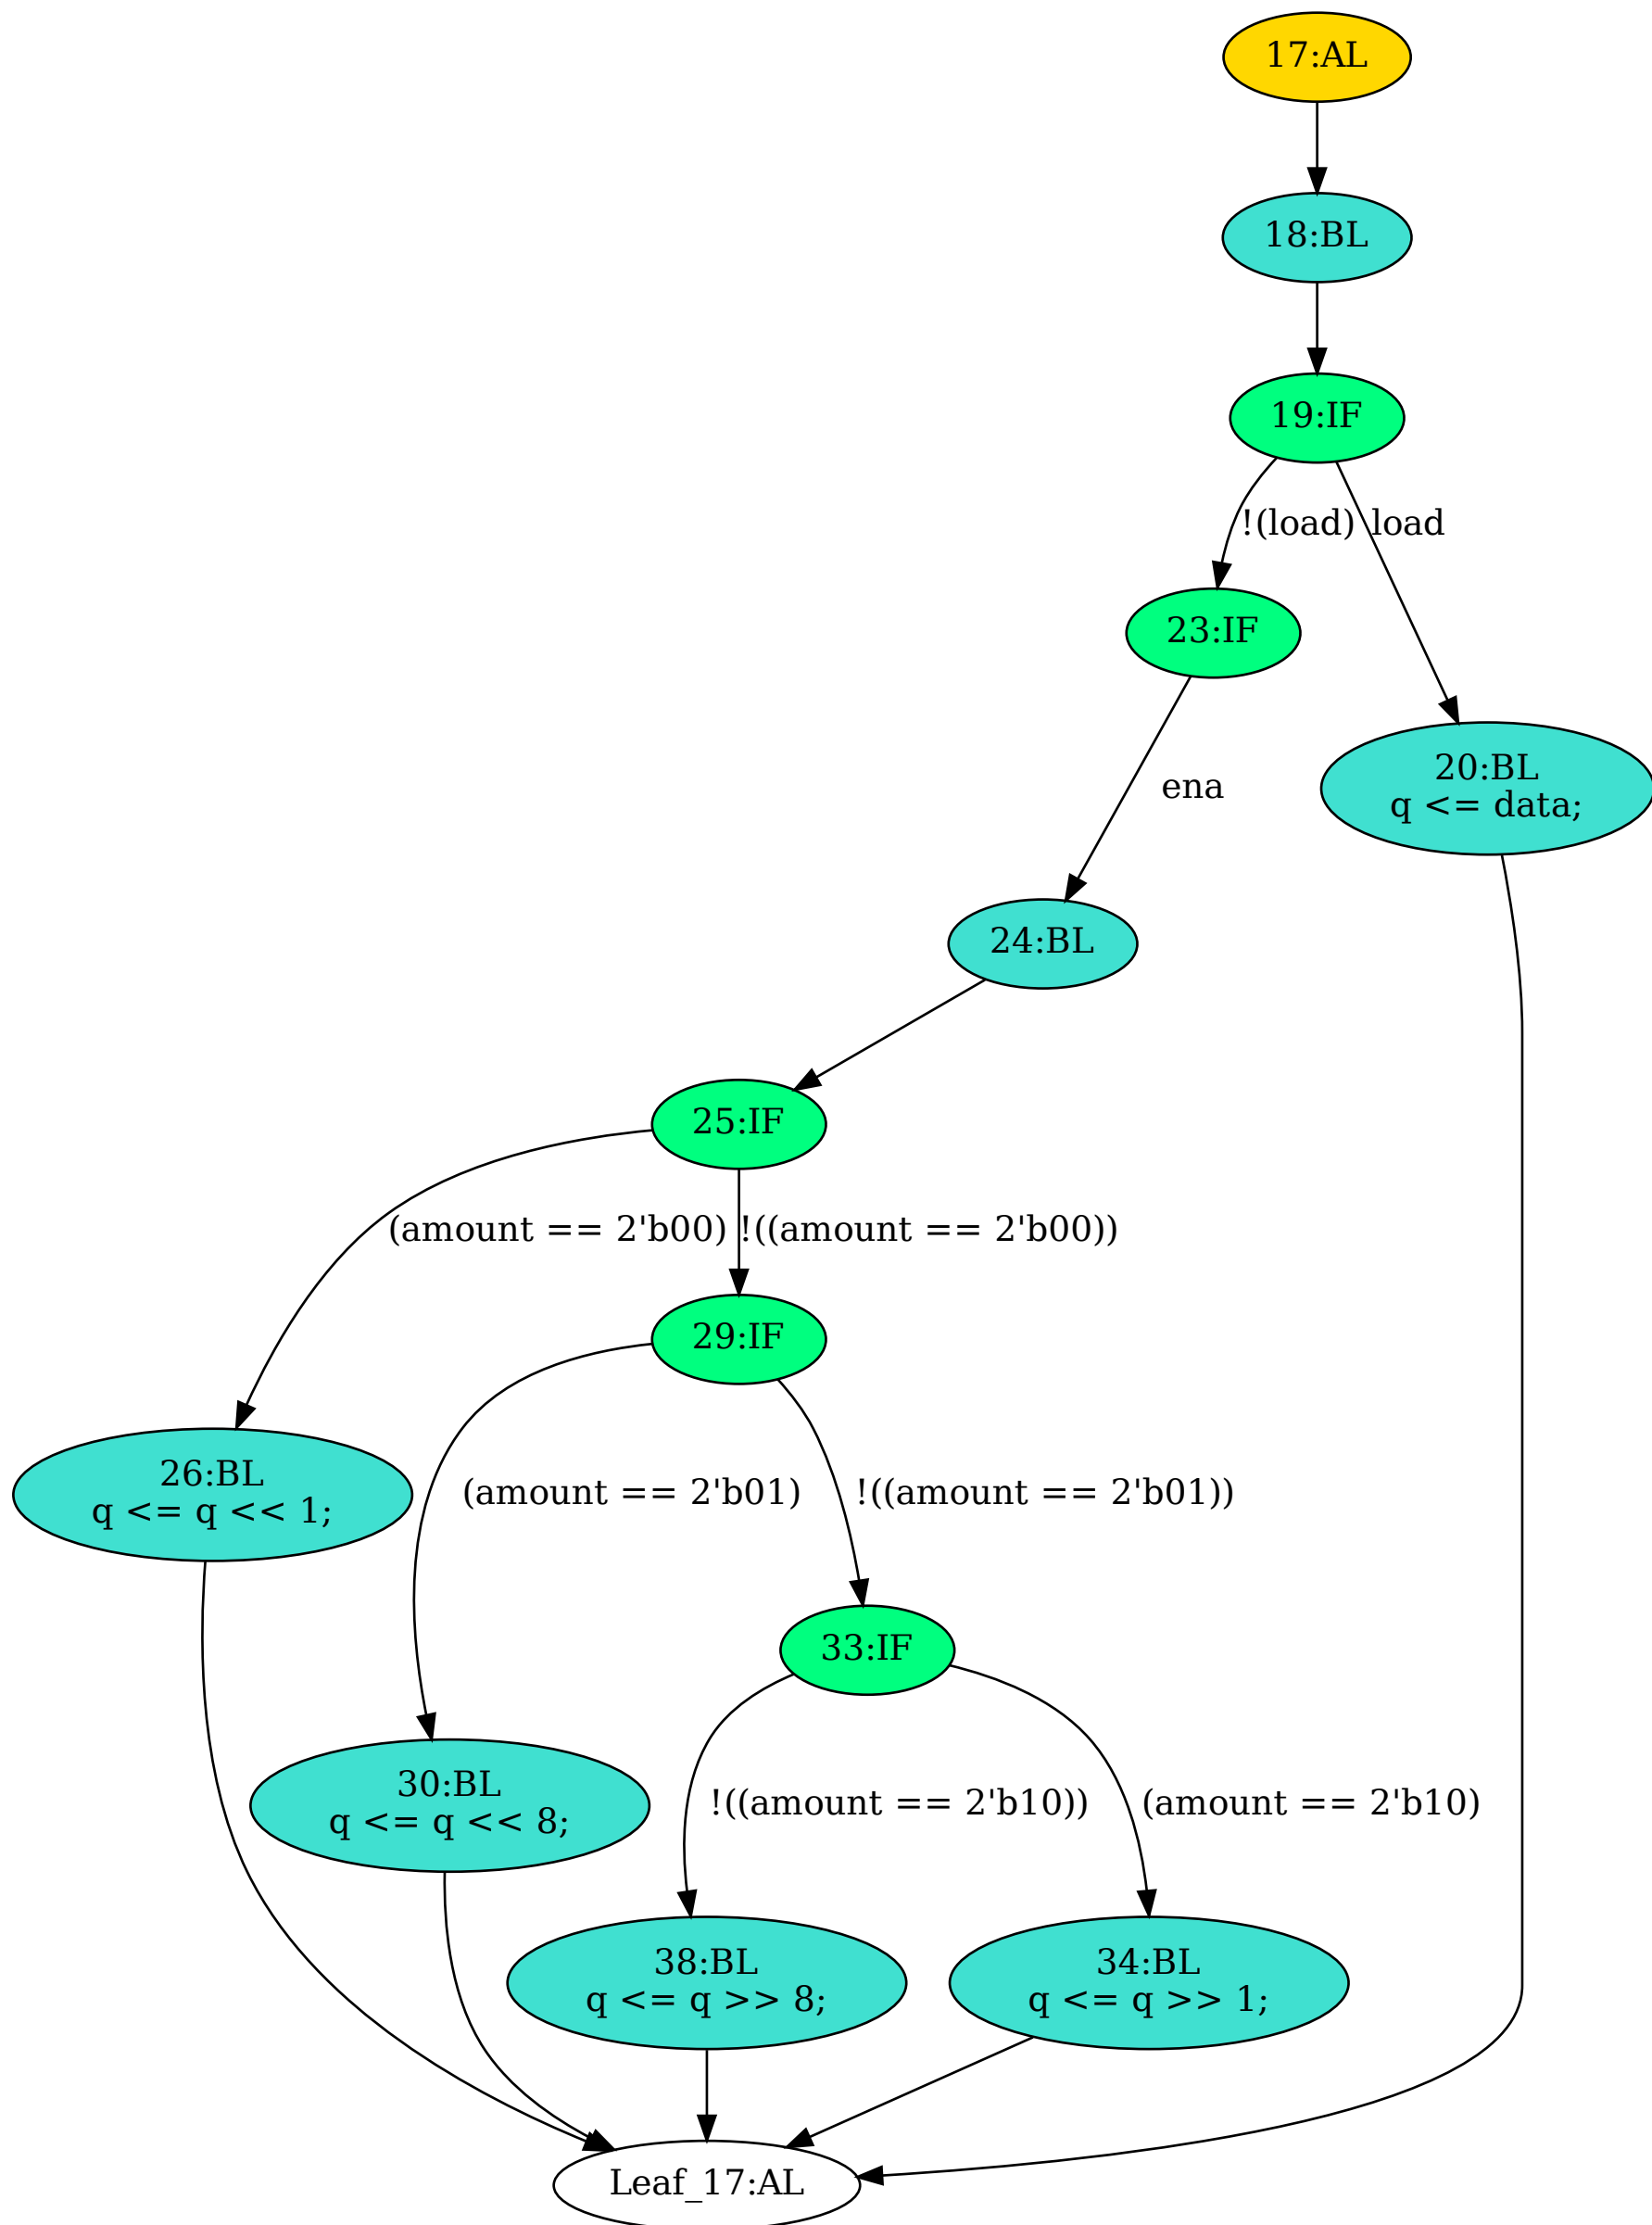 17:AL
18:BL
19:IF
!(load)
load
23:IF
20:BL
q <= data;
ena
24:BL
25:IF
(amount == 2'b00)
!((amount == 2'b00))
29:IF
26:BL
q <= q << 1;
(amount == 2'b01)
!((amount == 2'b01))
33:IF
30:BL
q <= q << 8;
!((amount == 2'b10))
(amount == 2'b10)
38:BL
q <= q >> 8;
34:BL
q <= q >> 1;
Leaf_17:AL